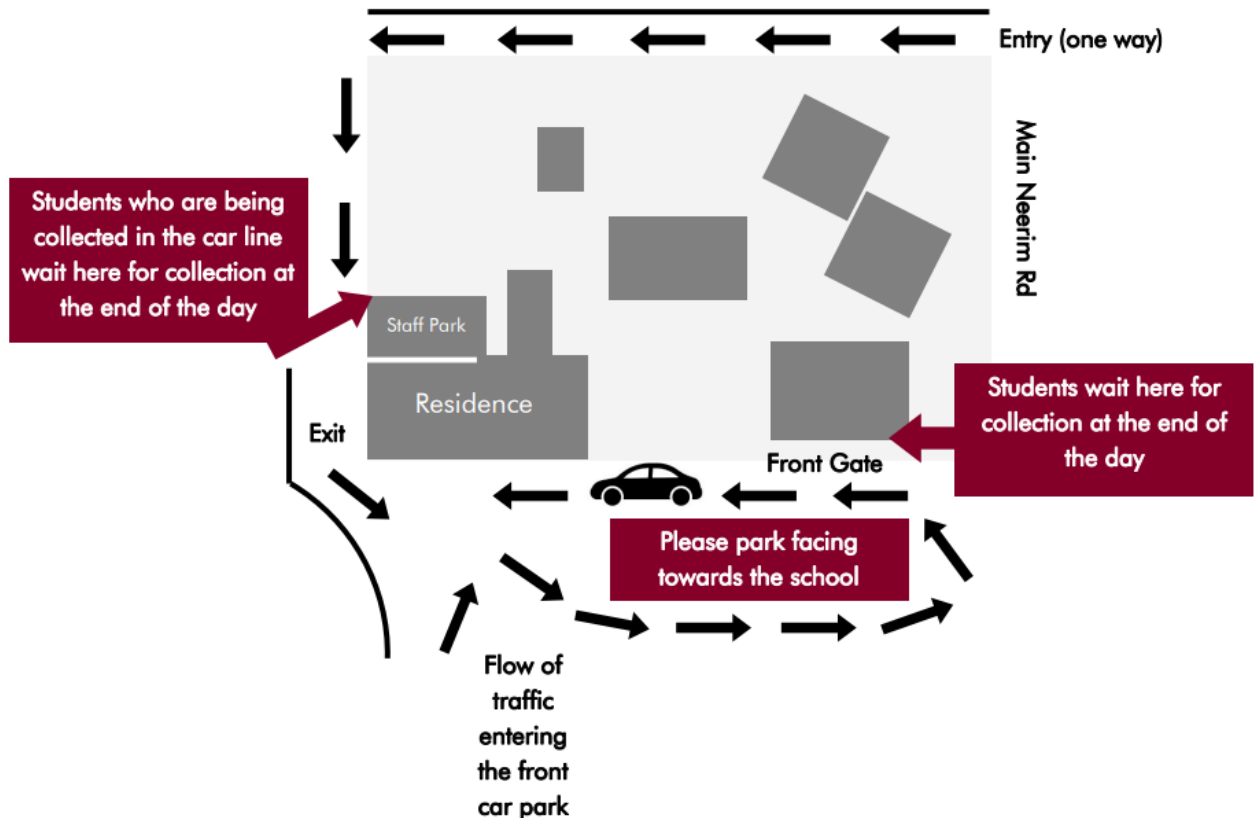 Entry (one way)
Main Neerim Rd
Students who are being
collected in the car line
wait here for collection at
the end of the day
Staff Park
Residence
Exit
Students wait here for
collection at the end of
the day
Front Gate
Please park facing
towards the school
Flow of
traffic
entering
the front
car park